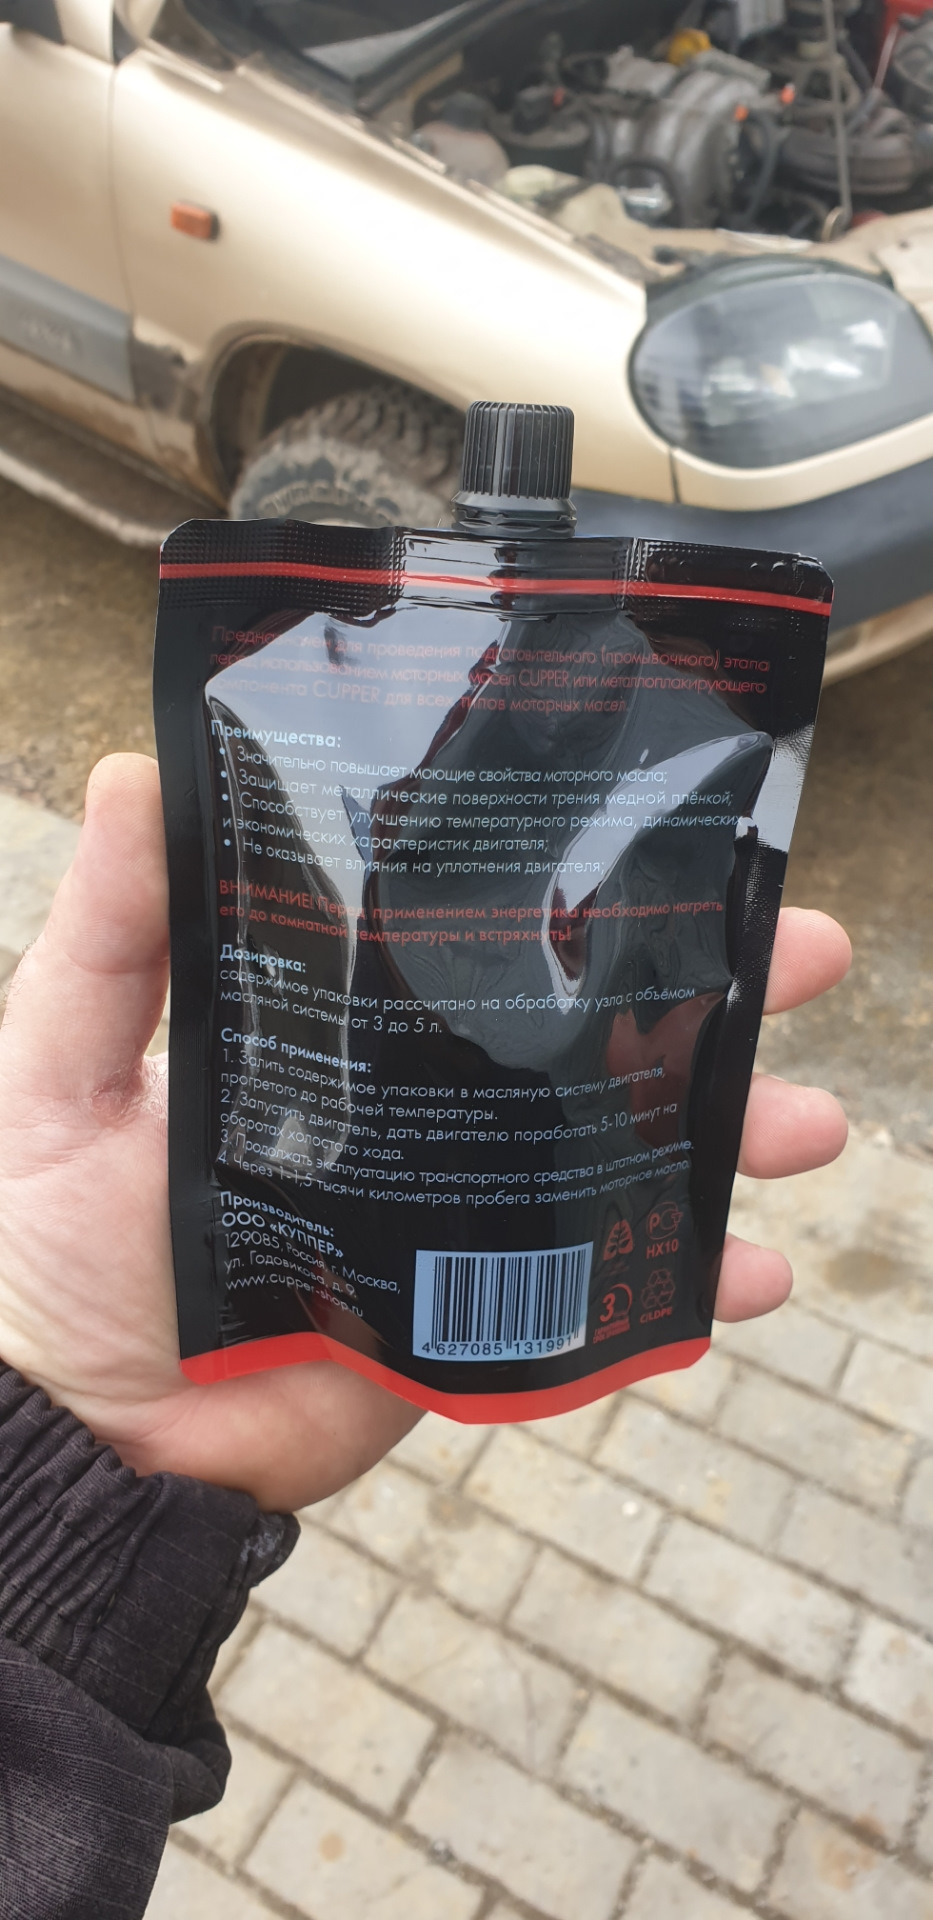 Предназначен для проведения подготовительного (промывочного) этапа
перед использованием моторных масел CUPPER или металлоплакирующего
компонента CUPPER для всех типов моторных масел.
Преимущества:
• Значительно повышает моющие свойства моторного масла;
• Защищает металлические поверхности трения медной плёнкой;
• Способствует улучшению температурного режима, динамических
и экономических характеристик двигателя;
• Не оказывает влияния на уплотнения двигателя;
ВНИМАНИЕ! Перед применением энергетика необходимо нагреть
его до комнатной температуры и встряхнуть!
Дозировка:
содержимое упаковки рассчитано на обработку узла с объёмом
масляной системы от 3 до 5 л.
Способ применения:
1. Залить содержимое упаковки в масляную систему двигателя,
прогретого до рабочей температуры.
2. Запустить двигатель, дать двигателю поработать 5-10 минут на
оборотах холостого хода.
3. Продолжать эксплуатацию транспортного средства в штатном режиме.
4. Через 1-1,5 тысячи километров пробега заменить моторное масло.
Производитель:
ООО «КУППЕР»
129085, Россия, г. Москва,
ул. Годовикова, д. 9.
www.cupper-shop.ru
4 627085 131991
НХ10
3
C/LDPE